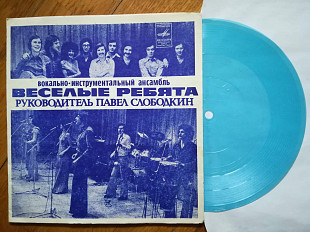 вокально-инструментальный ансамбль
ВЕСЕЛЫЕ РЕБЯТА
РУКОВОДИТЕЛЬ ПАВЕЛ СЛОБОДКИН